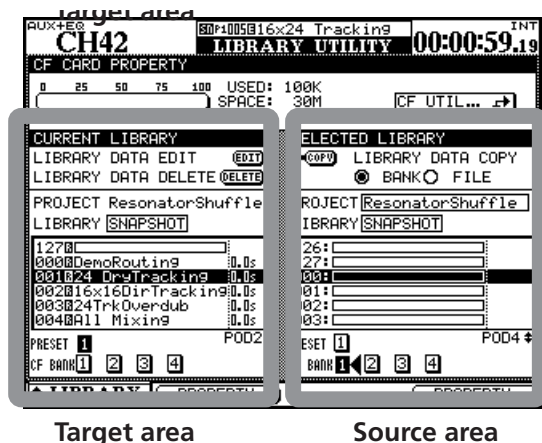 Target area
AUX+EQ
CH42
16x24 Tracking
LIBRARY UTILITY
INT
00:00:59.19
CF CARD PROPERTY
0 25 50 75 100 USED: 100K
SPACE: 30M
CF UTIL...
CURRENT LIBRARY
LIBRARY DATA EDIT EDIT
LIBRARY DATA DELETE DELETE
PROJECT ResonatorShuffle
LIBRARY SNAPSHOT
127
000 DemoRouting 0.0s
001 24 DryTracking 0.0s
002 16x16DirTracking 0.0s
003 24TrkOverdub 0.0s
004 All Mixing 0.0s
PRESET 1 POD2
CF BANK 1 2 3 4
ELECTED LIBRARY
COPY LIBRARY DATA COPY
BANK FILE
ROJECT ResonatorShuffle
IBRARY SNAPSHOT
26:
27:
00:
01:
02:
03:
ESET 1 POD4
BANK 1 2 3 4
LIBRARY
PROPERTY
PROPERTY
Target area
Source area